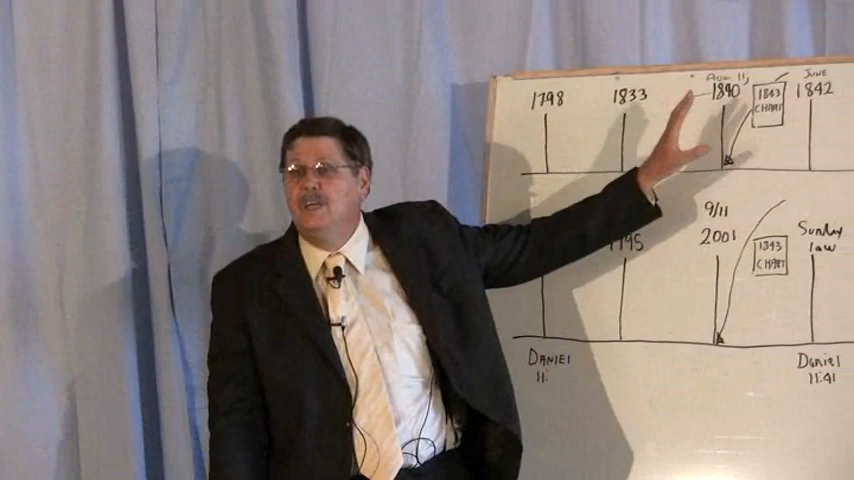 AUG 11,
1798
1833
1840
1843
CHART
JUNE
1842
9/11
1995
2001
1843
CHART
Sunday
law
DANIEL
11:
Daniel
11:41